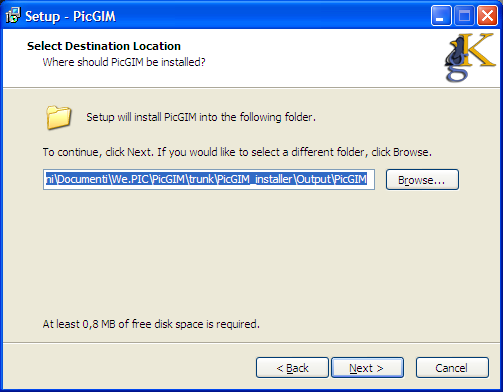 Setup - PicGIM
Select Destination Location
Where should PicGIM be installed?
Setup will install PicGIM into the following folder.
To continue, click Next. If you would like to select a different folder, click Browse.
ni\Documenti\We.PIC\PicGIM\trunk\PicGIM_installer\Output\PicGIM
Browse...
At least 0,8 MB of free disk space is required.
< Back
Next >
Cancel